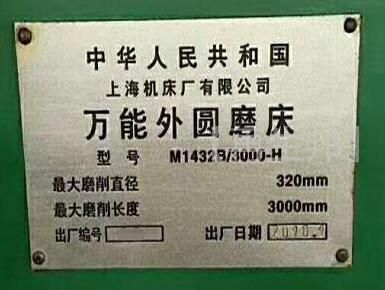 中华人民共和国
上海机床厂有限公司
万能外圆磨床
型号 M1432B/3000-H
最大磨削直径 320mm
最大磨削长度 3000mm
出厂编号 出厂日期